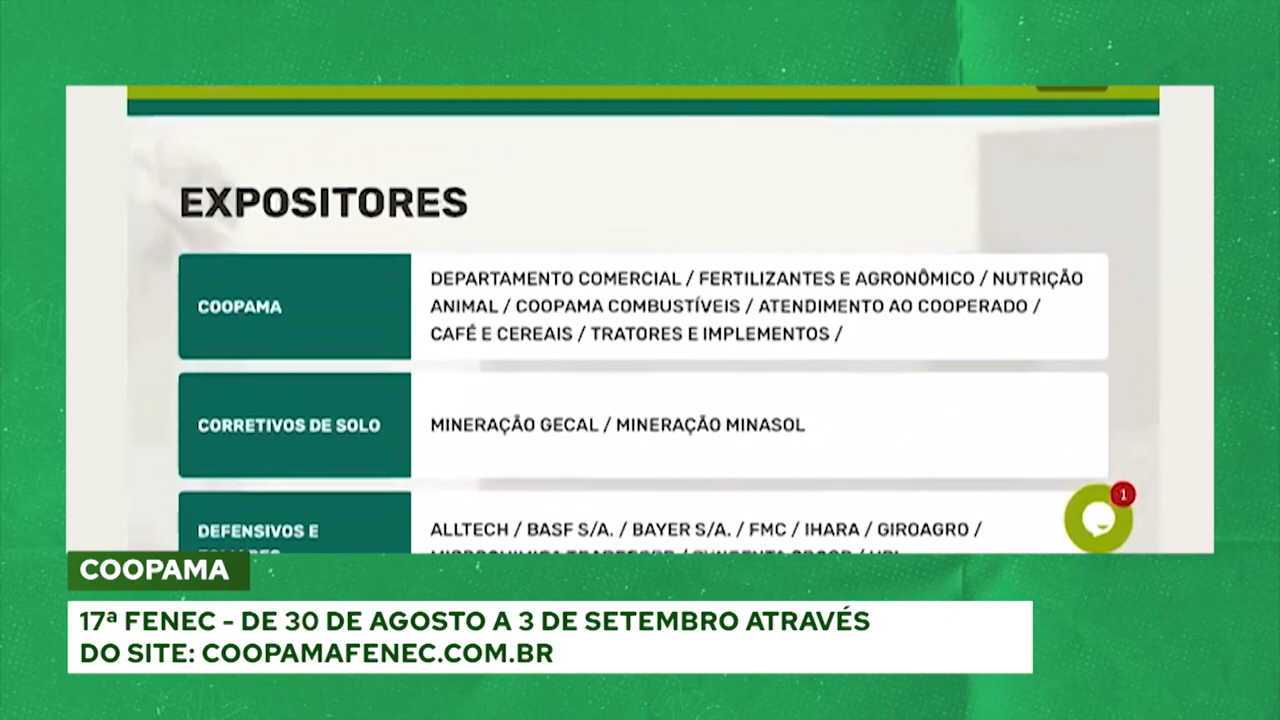 EXPOSITORES
COOPAMA
DEPARTAMENTO COMERCIAL / FERTILIZANTES E AGRONÔMICO / NUTRIÇÃO
ANIMAL / COOPAMA COMBUSTÍVEIS / ATENDIMENTO AO COOPERADO /
CAFÉ E CEREAIS / TRATORES E IMPLEMENTOS /
CORRETIVOS DE SOLO
MINERAÇÃO GECAL / MINERAÇÃO MINASOL
DEFENSIVOS E
ALLTECH / BASF S/A. / BAYER S/A. / FMC / IHARA / GIROAGRO /
1
COOPAMA
17ª FENEC - DE 30 DE AGOSTO A 3 DE SETEMBRO ATRAVÉS
DO SITE: COOPAMAFENEC.COM.BR